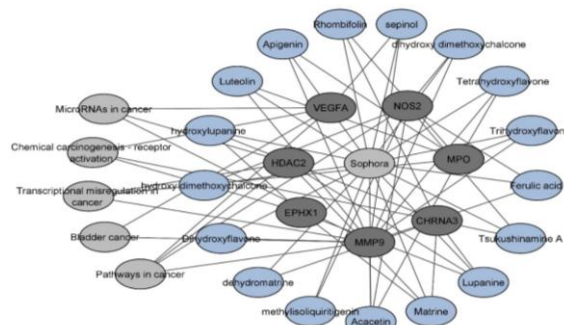 Rhombifolin
sepinol
Apigenin
dihydroxy dimethoxychalcone
Luteolin
Tetrahydroxyflavone
MicroRNAs in cancer
VEGFA
NOS2
hydroxylupanine
Trihydroxyflavon
Chemical carcinogenesis - receptor
activation
HDAC2
Sophora
MPO
Transcriptional misregulation in
cancer
hydroxyl dimethoxychalcone
Ferulic acid
EPHX1
CHRNA3
Bladder cancer
Dihydroxyflavone
MMP9
Tsukushinamine A
Pathways in cancer
dehydromatrine
Lupanine
methylisoliquiritigenin
Matrine
Acacetin